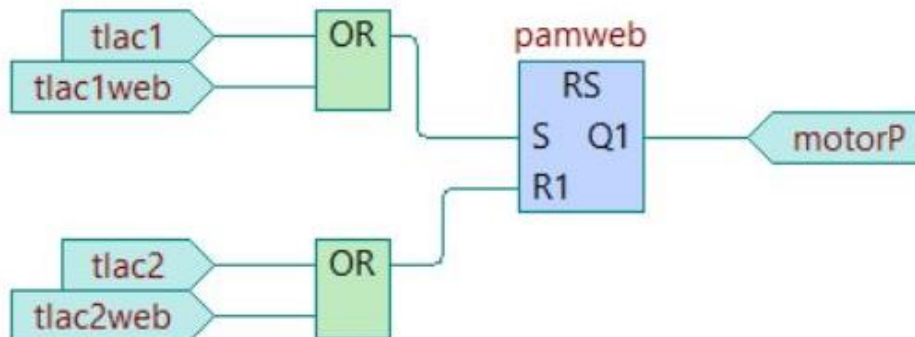 tlac1
OR
tlac1web
pamweb
RS
S Q1
R1
motorP
tlac2
OR
tlac2web